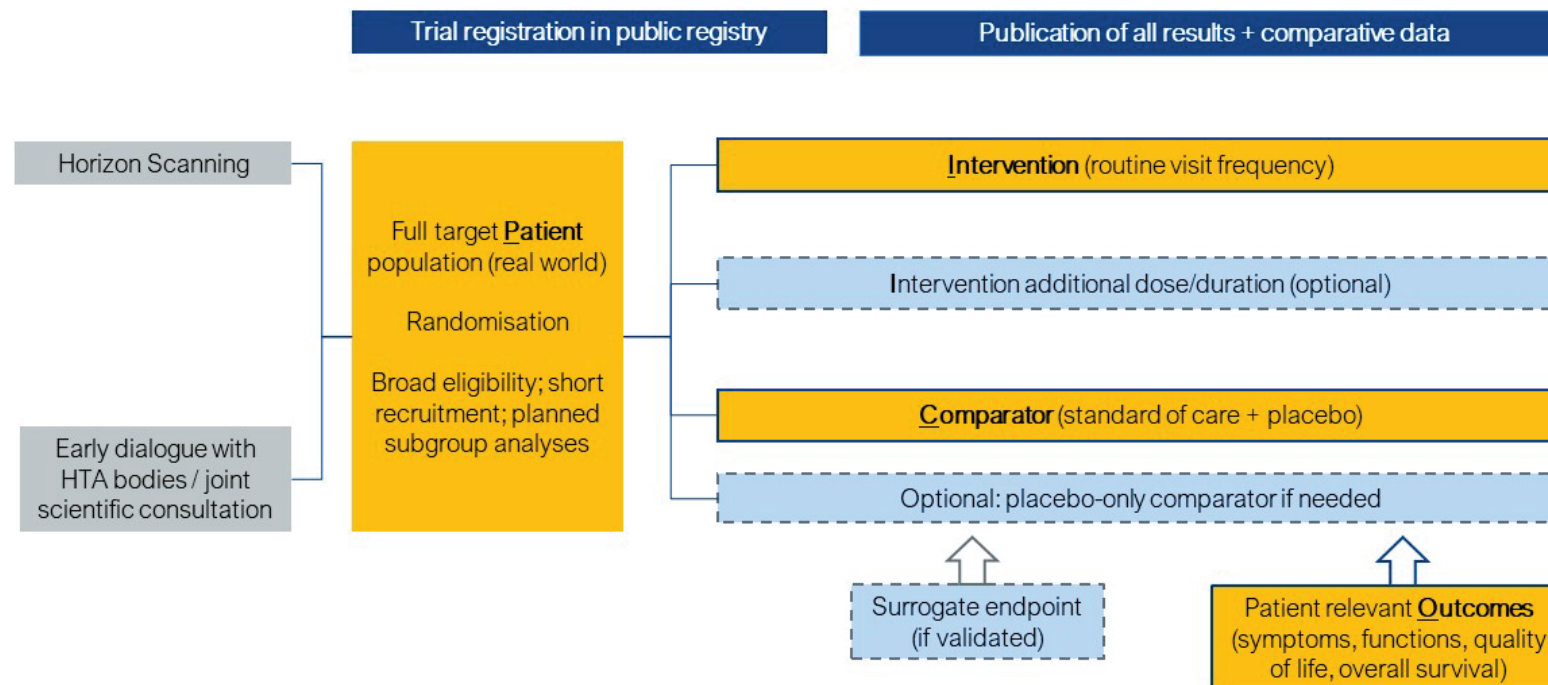 Trial registration in public registry
Publication of all results + comparative data
Horizon Scanning
Early dialogue with
HTA bodies / joint
scientific consultation
Full target Patient
population (real world)
Randomisation
Broad eligibility; short
recruitment; planned
subgroup analyses
Intervention (routine visit frequency)
Intervention additional dose/duration (optional)
Comparator (standard of care + placebo)
Optional: placebo-only comparator if needed
Surrogate endpoint
(if validated)
Patient relevant Outcomes
(symptoms, functions, quality
of life, overall survival)